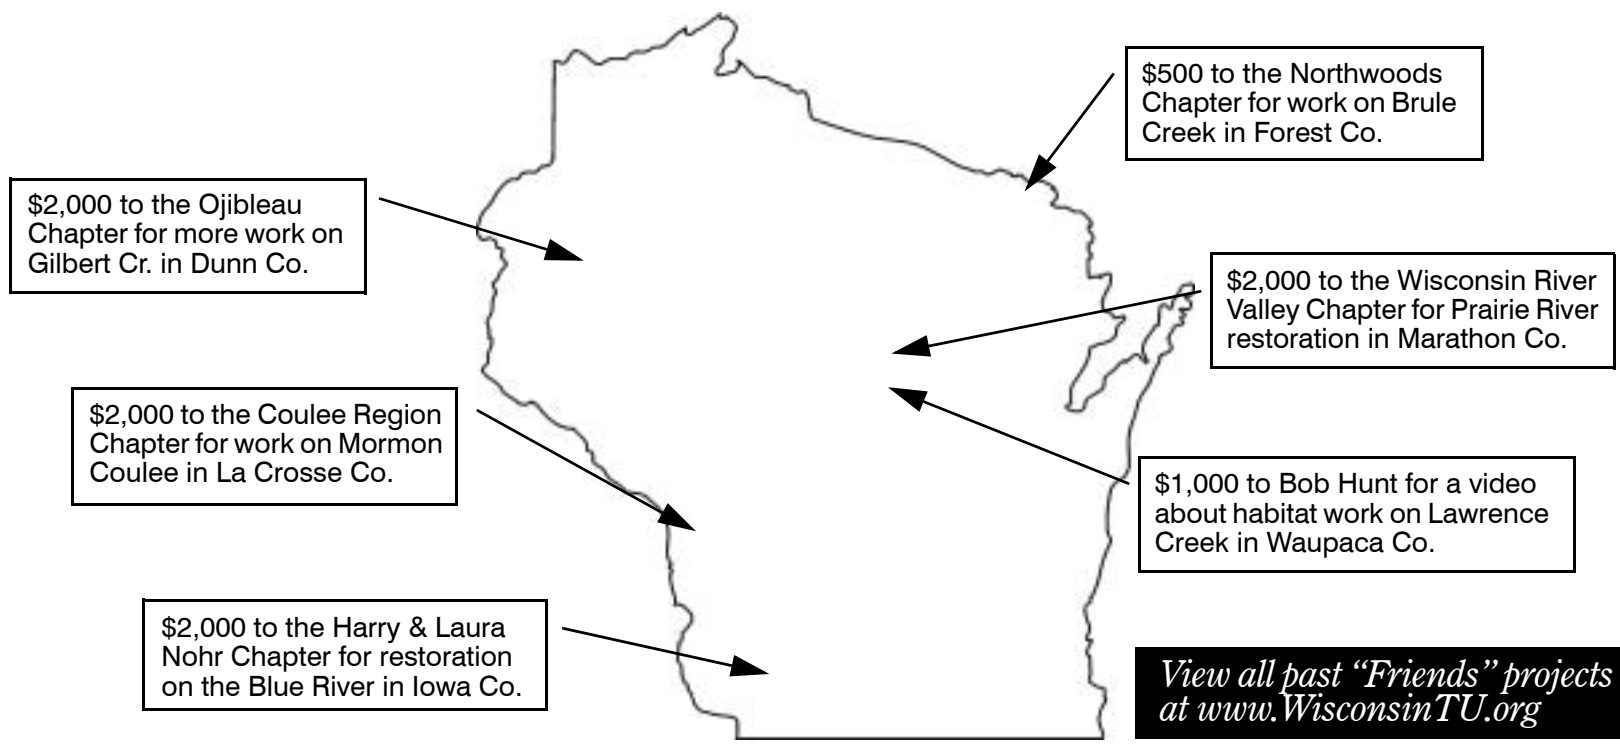 $500 to the Northwoods
Chapter for work on Brule
Creek in Forest Co.
$2,000 to the Ojibleau
Chapter for more work on
Gilbert Cr. in Dunn Co.
$2,000 to the Wisconsin River
Valley Chapter for Prairie River
restoration in Marathon Co.
$2,000 to the Coulee Region
Chapter for work on Mormon
Coulee in La Crosse Co.
$1,000 to Bob Hunt for a video
about habitat work on Lawrence
Creek in Waupaca Co.
$2,000 to the Harry & Laura
Nohr Chapter for restoration
on the Blue River in Iowa Co.
View all past “Friends” projects
at www.WisconsinTU.org